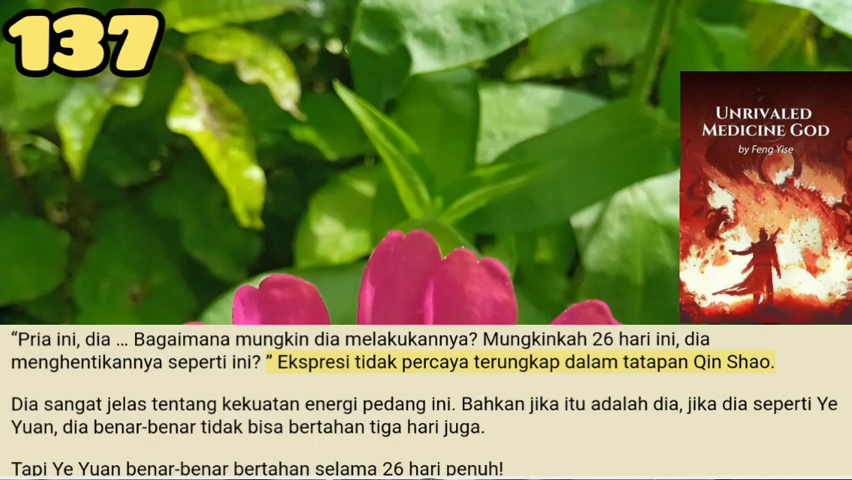 137
UNRIVALED
MEDICINE GOD
by Feng Yise
“Pria ini, dia ... Bagaimana mungkin dia melakukannya? Mungkinkah 26 hari ini, dia
menghentikannya seperti ini? ” Ekspresi tidak percaya terungkap dalam tatapan Qin Shao.
Dia sangat jelas tentang kekuatan energi pedang ini. Bahkan jika itu adalah dia, jika dia seperti Ye
Yuan, dia benar-benar tidak bisa bertahan tiga hari juga.
Tapi Ye Yuan benar-benar bertahan selama 26 hari penuh!